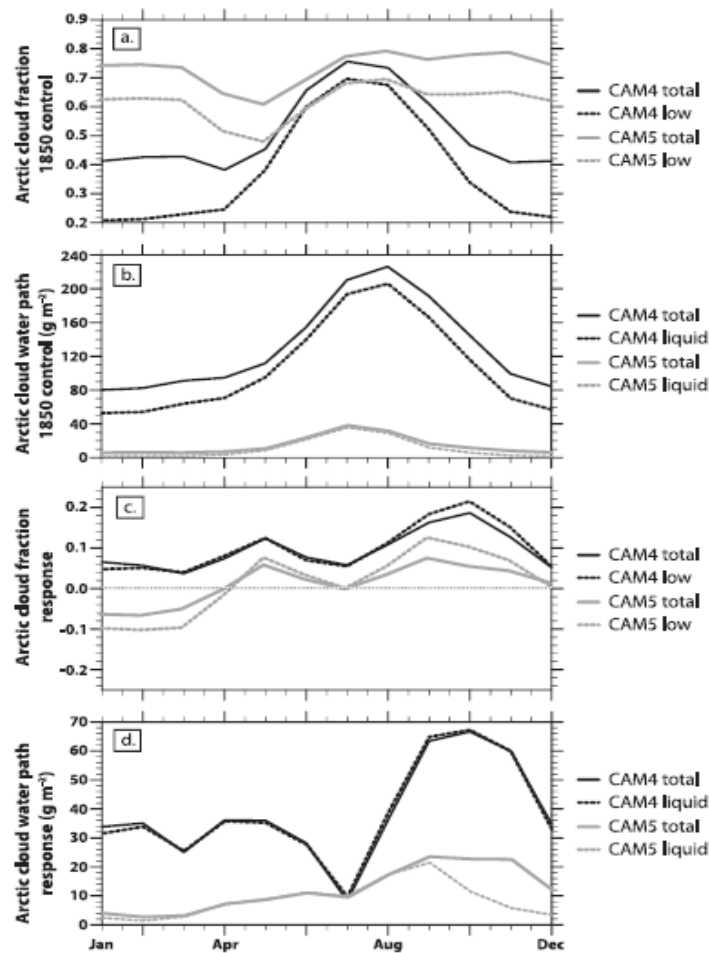 a.
Arctic cloud fraction
1850 control
0.9
0.8
0.7
0.6
0.5
0.4
0.3
0.2
CAM4 total
CAM4 low
CAM5 total
CAM5 low
b.
Arctic cloud water path
1850 control (g m⁻²)
240
200
160
120
80
40
0
CAM4 total
CAM4 liquid
CAM5 total
CAM5 liquid
c.
Arctic cloud fraction
response
0.2
0.1
0.0
-0.1
-0.2
CAM4 total
CAM4 low
CAM5 total
CAM5 low
d.
Arctic cloud water path
response (g m⁻²)
70
60
50
40
30
20
10
0
CAM4 total
CAM4 liquid
CAM5 total
CAM5 liquid
Jan Apr Aug Dec